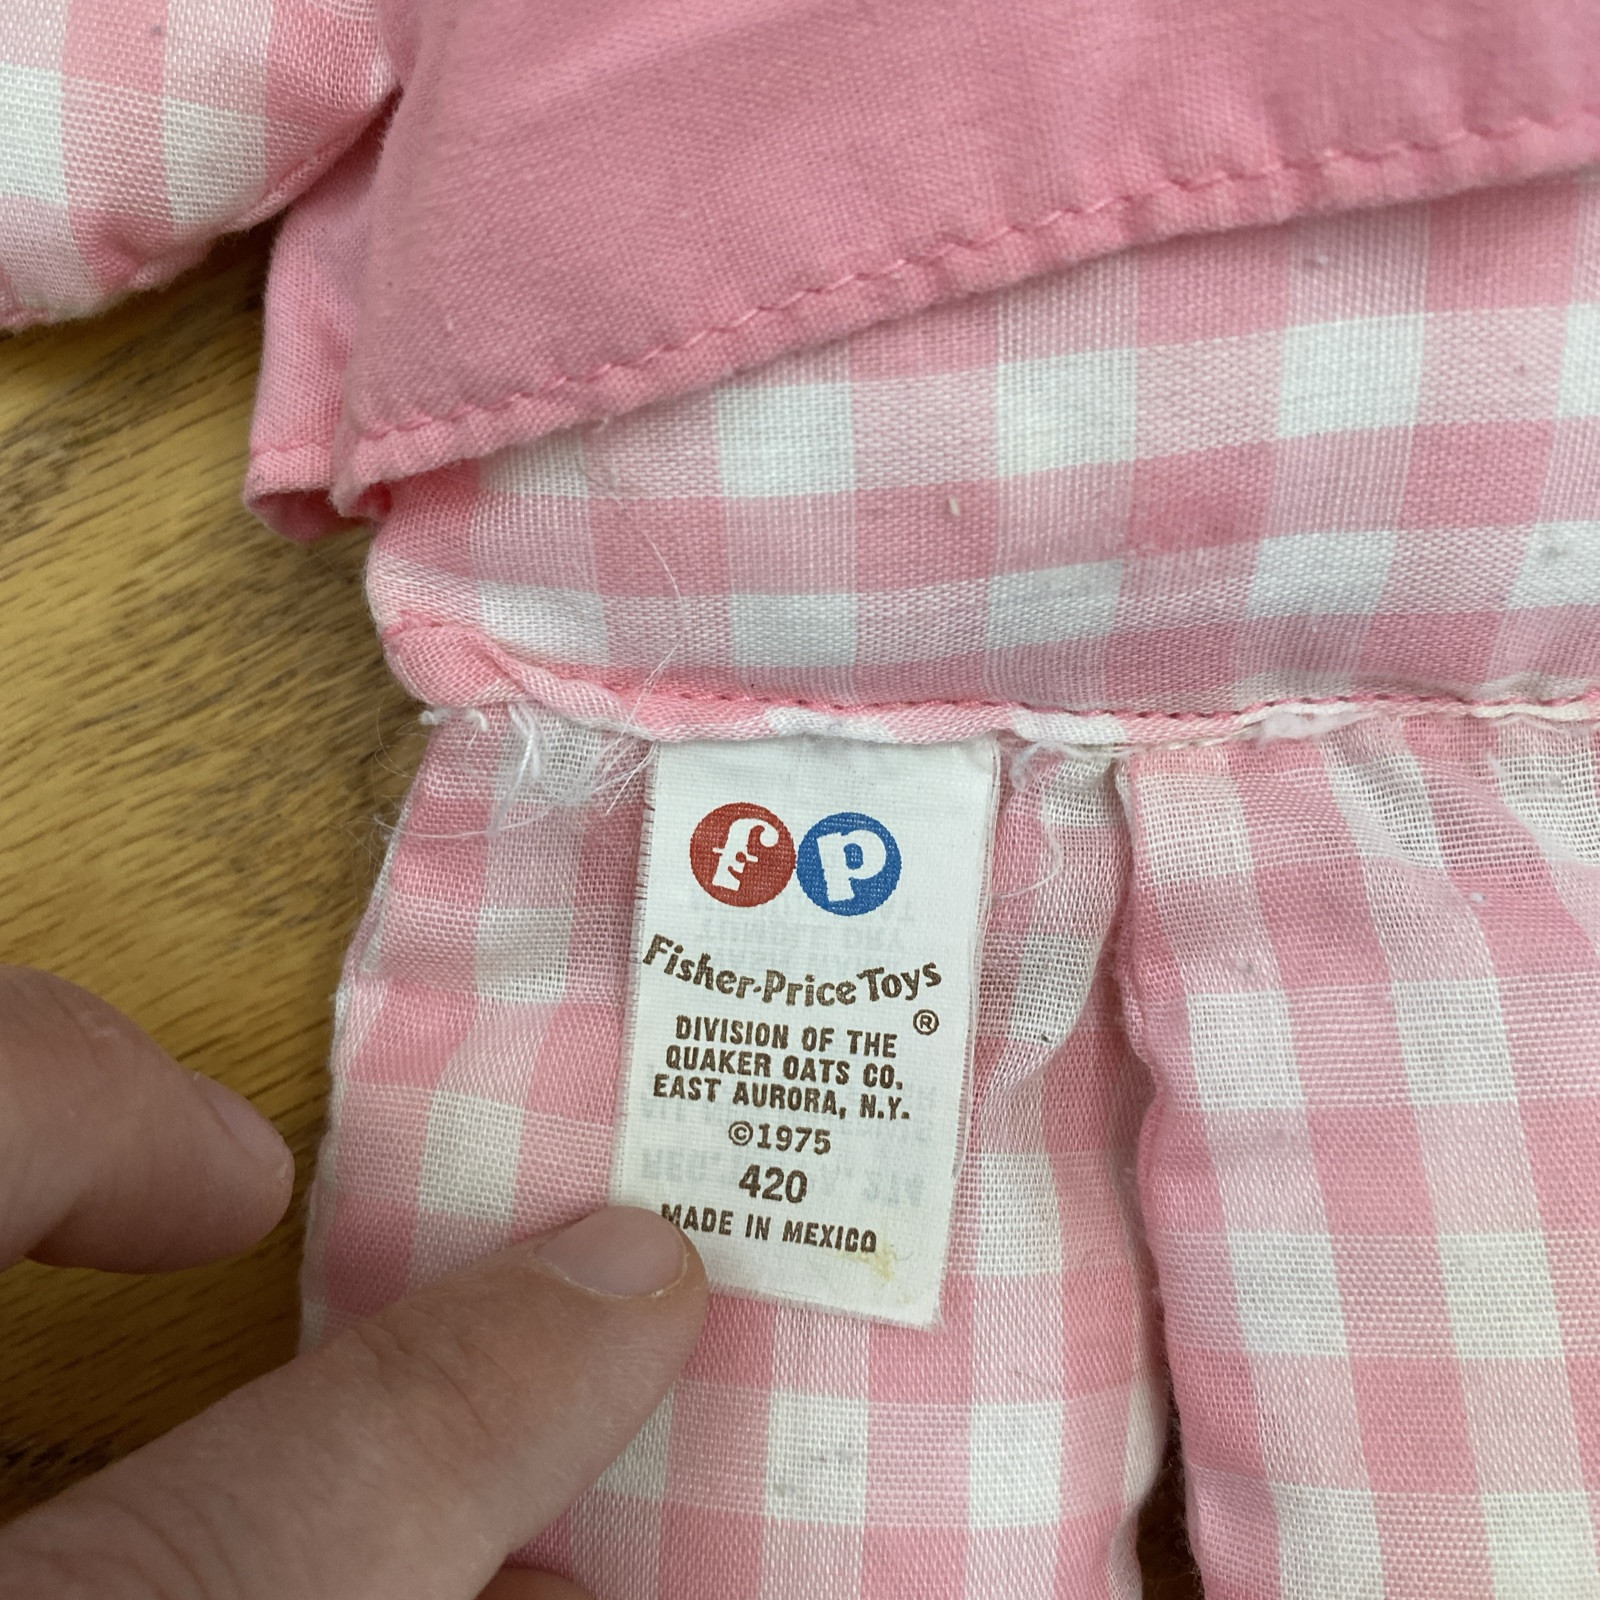 fp
Fisher-Price Toys
®
DIVISION OF THE
QUAKER OATS CO.
EAST AURORA, N.Y.
©1975
420
MADE IN MEXICO